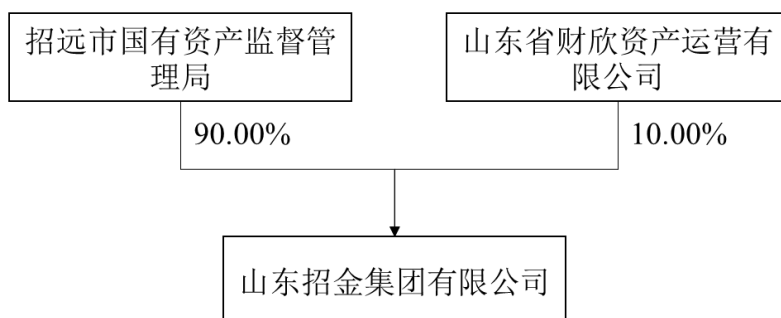 招远市国有资产监督管
理局
山东省财欣资产运营有
限公司
90.00%
10.00%
山东招金集团有限公司